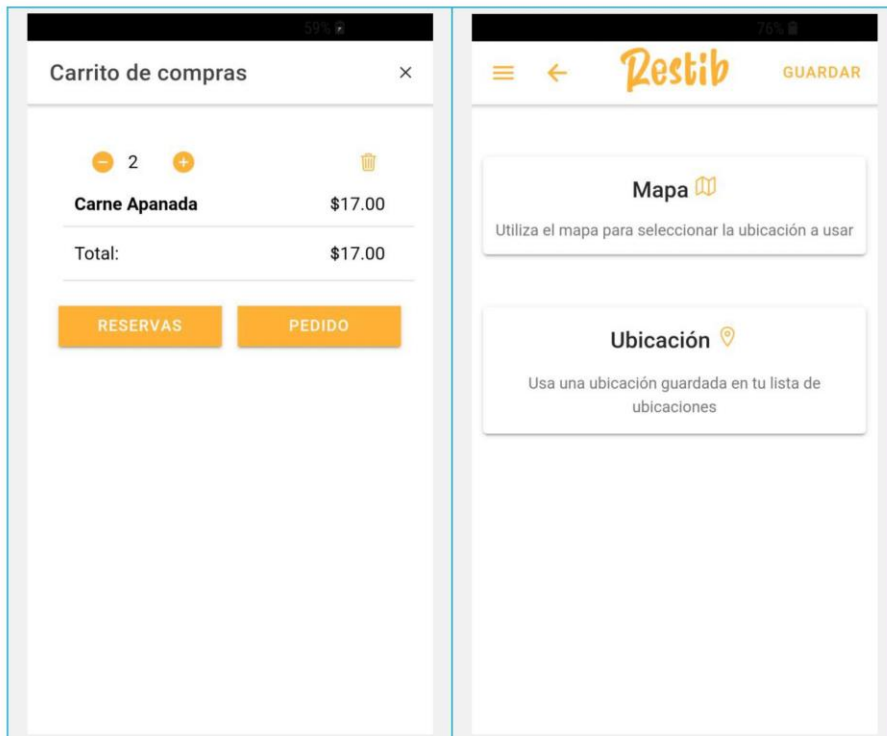 59%
Carrito de compras
2
Carne Apanada $17.00
Total: $17.00
RESERVAS PEDIDO
76%
Restib GUARDAR
Mapa
Utiliza el mapa para seleccionar la ubicación a usar
Ubicación
Usa una ubicación guardada en tu lista de
ubicaciones